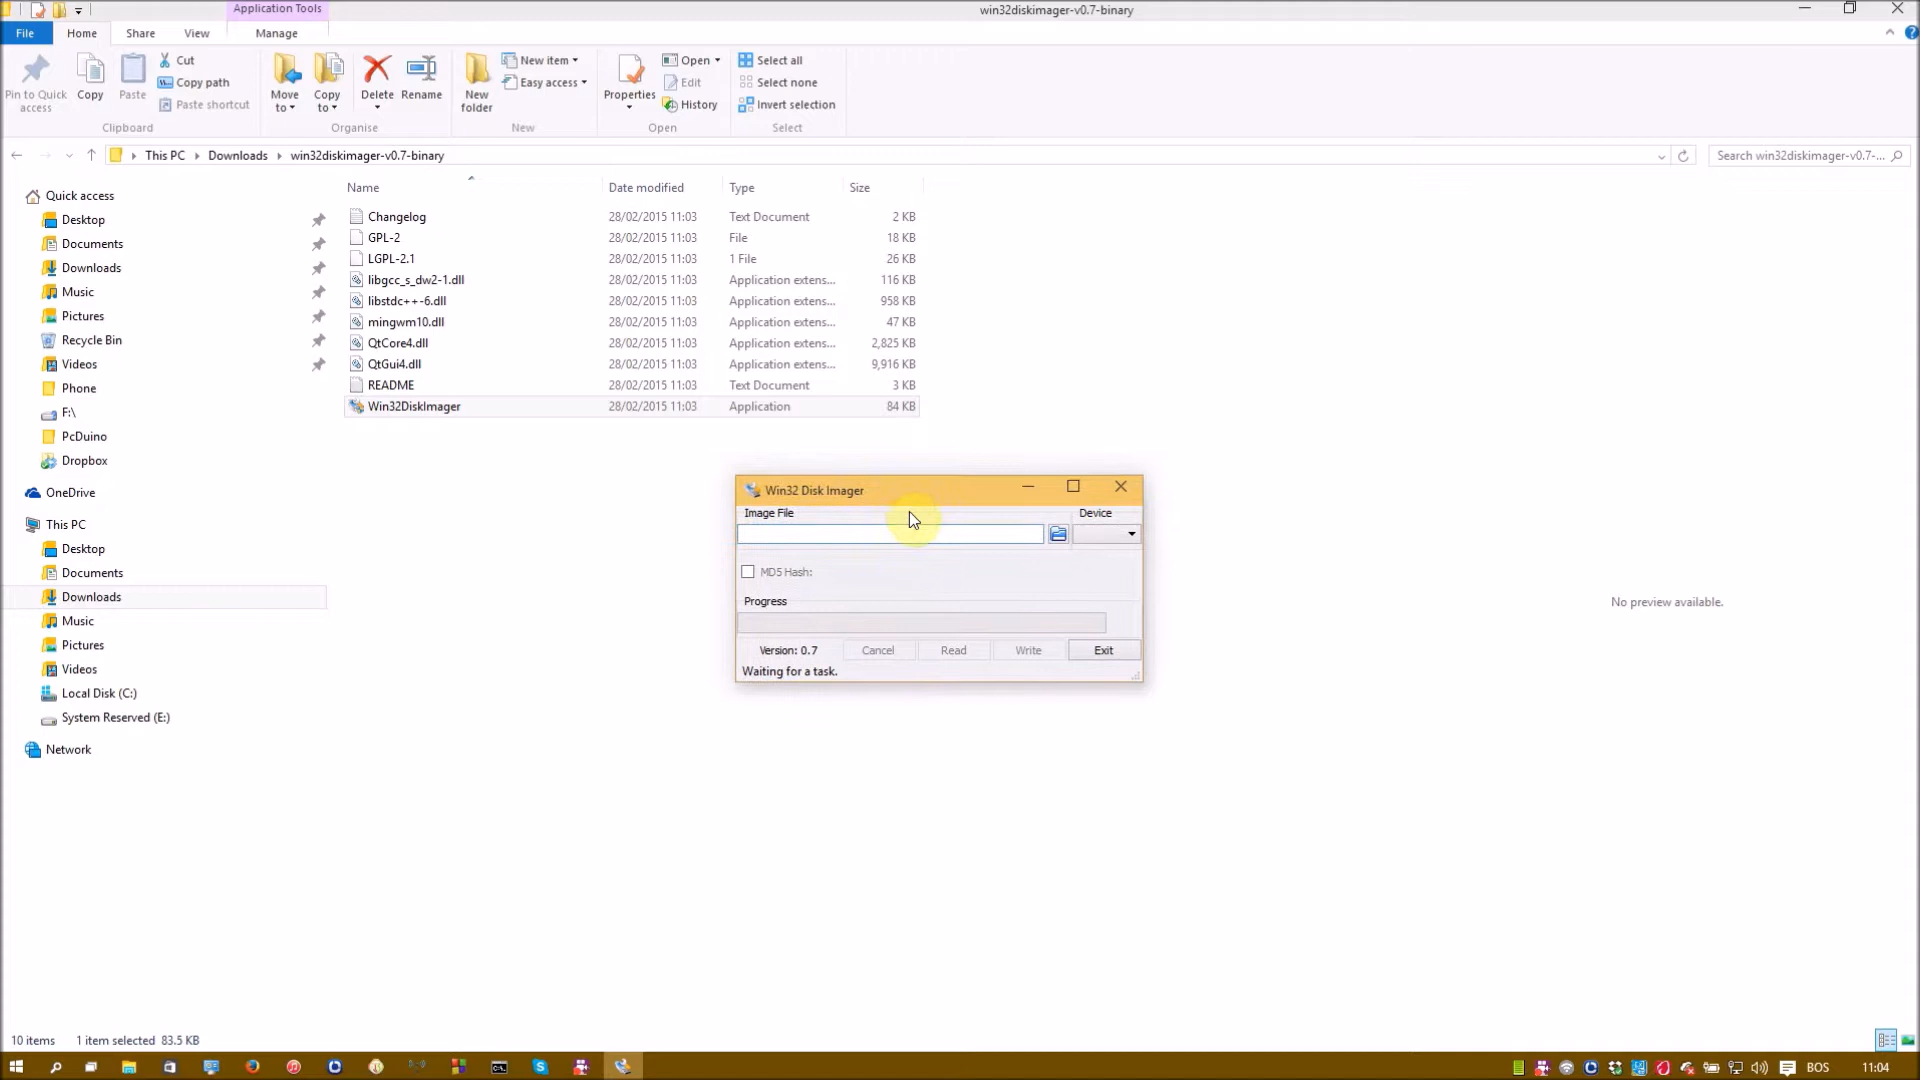 Application Tools
win32diskimager-v0.7-binary
File
Home
Share
View
Manage
Pin to Quick
access
Copy
Paste
Cut
Copy path
Paste shortcut
Clipboard
Move
to
Copy
to
Delete
Rename
Organise
New
folder
New item
Easy access
New
Properties
Open
Edit
History
Open
Select all
Select none
Invert selection
Select
This PC
Downloads
win32diskimager-v0.7-binary
Search win32diskimager-v0.7-...
Quick access
Desktop
Documents
Downloads
Music
Pictures
Recycle Bin
Videos
Phone
F:\
PcDuino
Dropbox
OneDrive
This PC
Desktop
Documents
Downloads
Music
Pictures
Videos
Local Disk (C:)
System Reserved (E:)
Network
Name Date modified Type Size
Changelog 28/02/2015 11:03 Text Document 2 KB
GPL-2 28/02/2015 11:03 File 18 KB
LGPL-2.1 28/02/2015 11:03 1 File 26 KB
libgcc_s_dw2-1.dll 28/02/2015 11:03 Application extens... 116 KB
libstdc++-6.dll 28/02/2015 11:03 Application extens... 958 KB
mingwm10.dll 28/02/2015 11:03 Application extens... 47 KB
QtCore4.dll 28/02/2015 11:03 Application extens... 2,825 KB
QtGui4.dll 28/02/2015 11:03 Application extens... 9,916 KB
README 28/02/2015 11:03 Text Document 3 KB
Win32DiskImager 28/02/2015 11:03 Application 84 KB
Win32 Disk Imager
Image File
Device
MD5 Hash:
Progress
Version: 0.7
Cancel
Read
Write
Exit
Waiting for a task.
No preview available.
10 items
1 item selected 83.5 KB
BOS
11:04